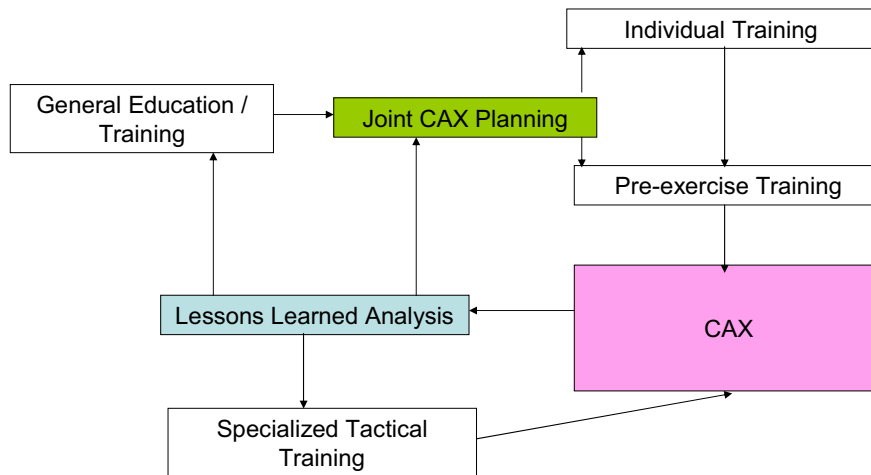 Individual Training
General Education /
Training
Joint CAX Planning
Pre-exercise Training
Lessons Learned Analysis
CAX
Specialized Tactical
Training